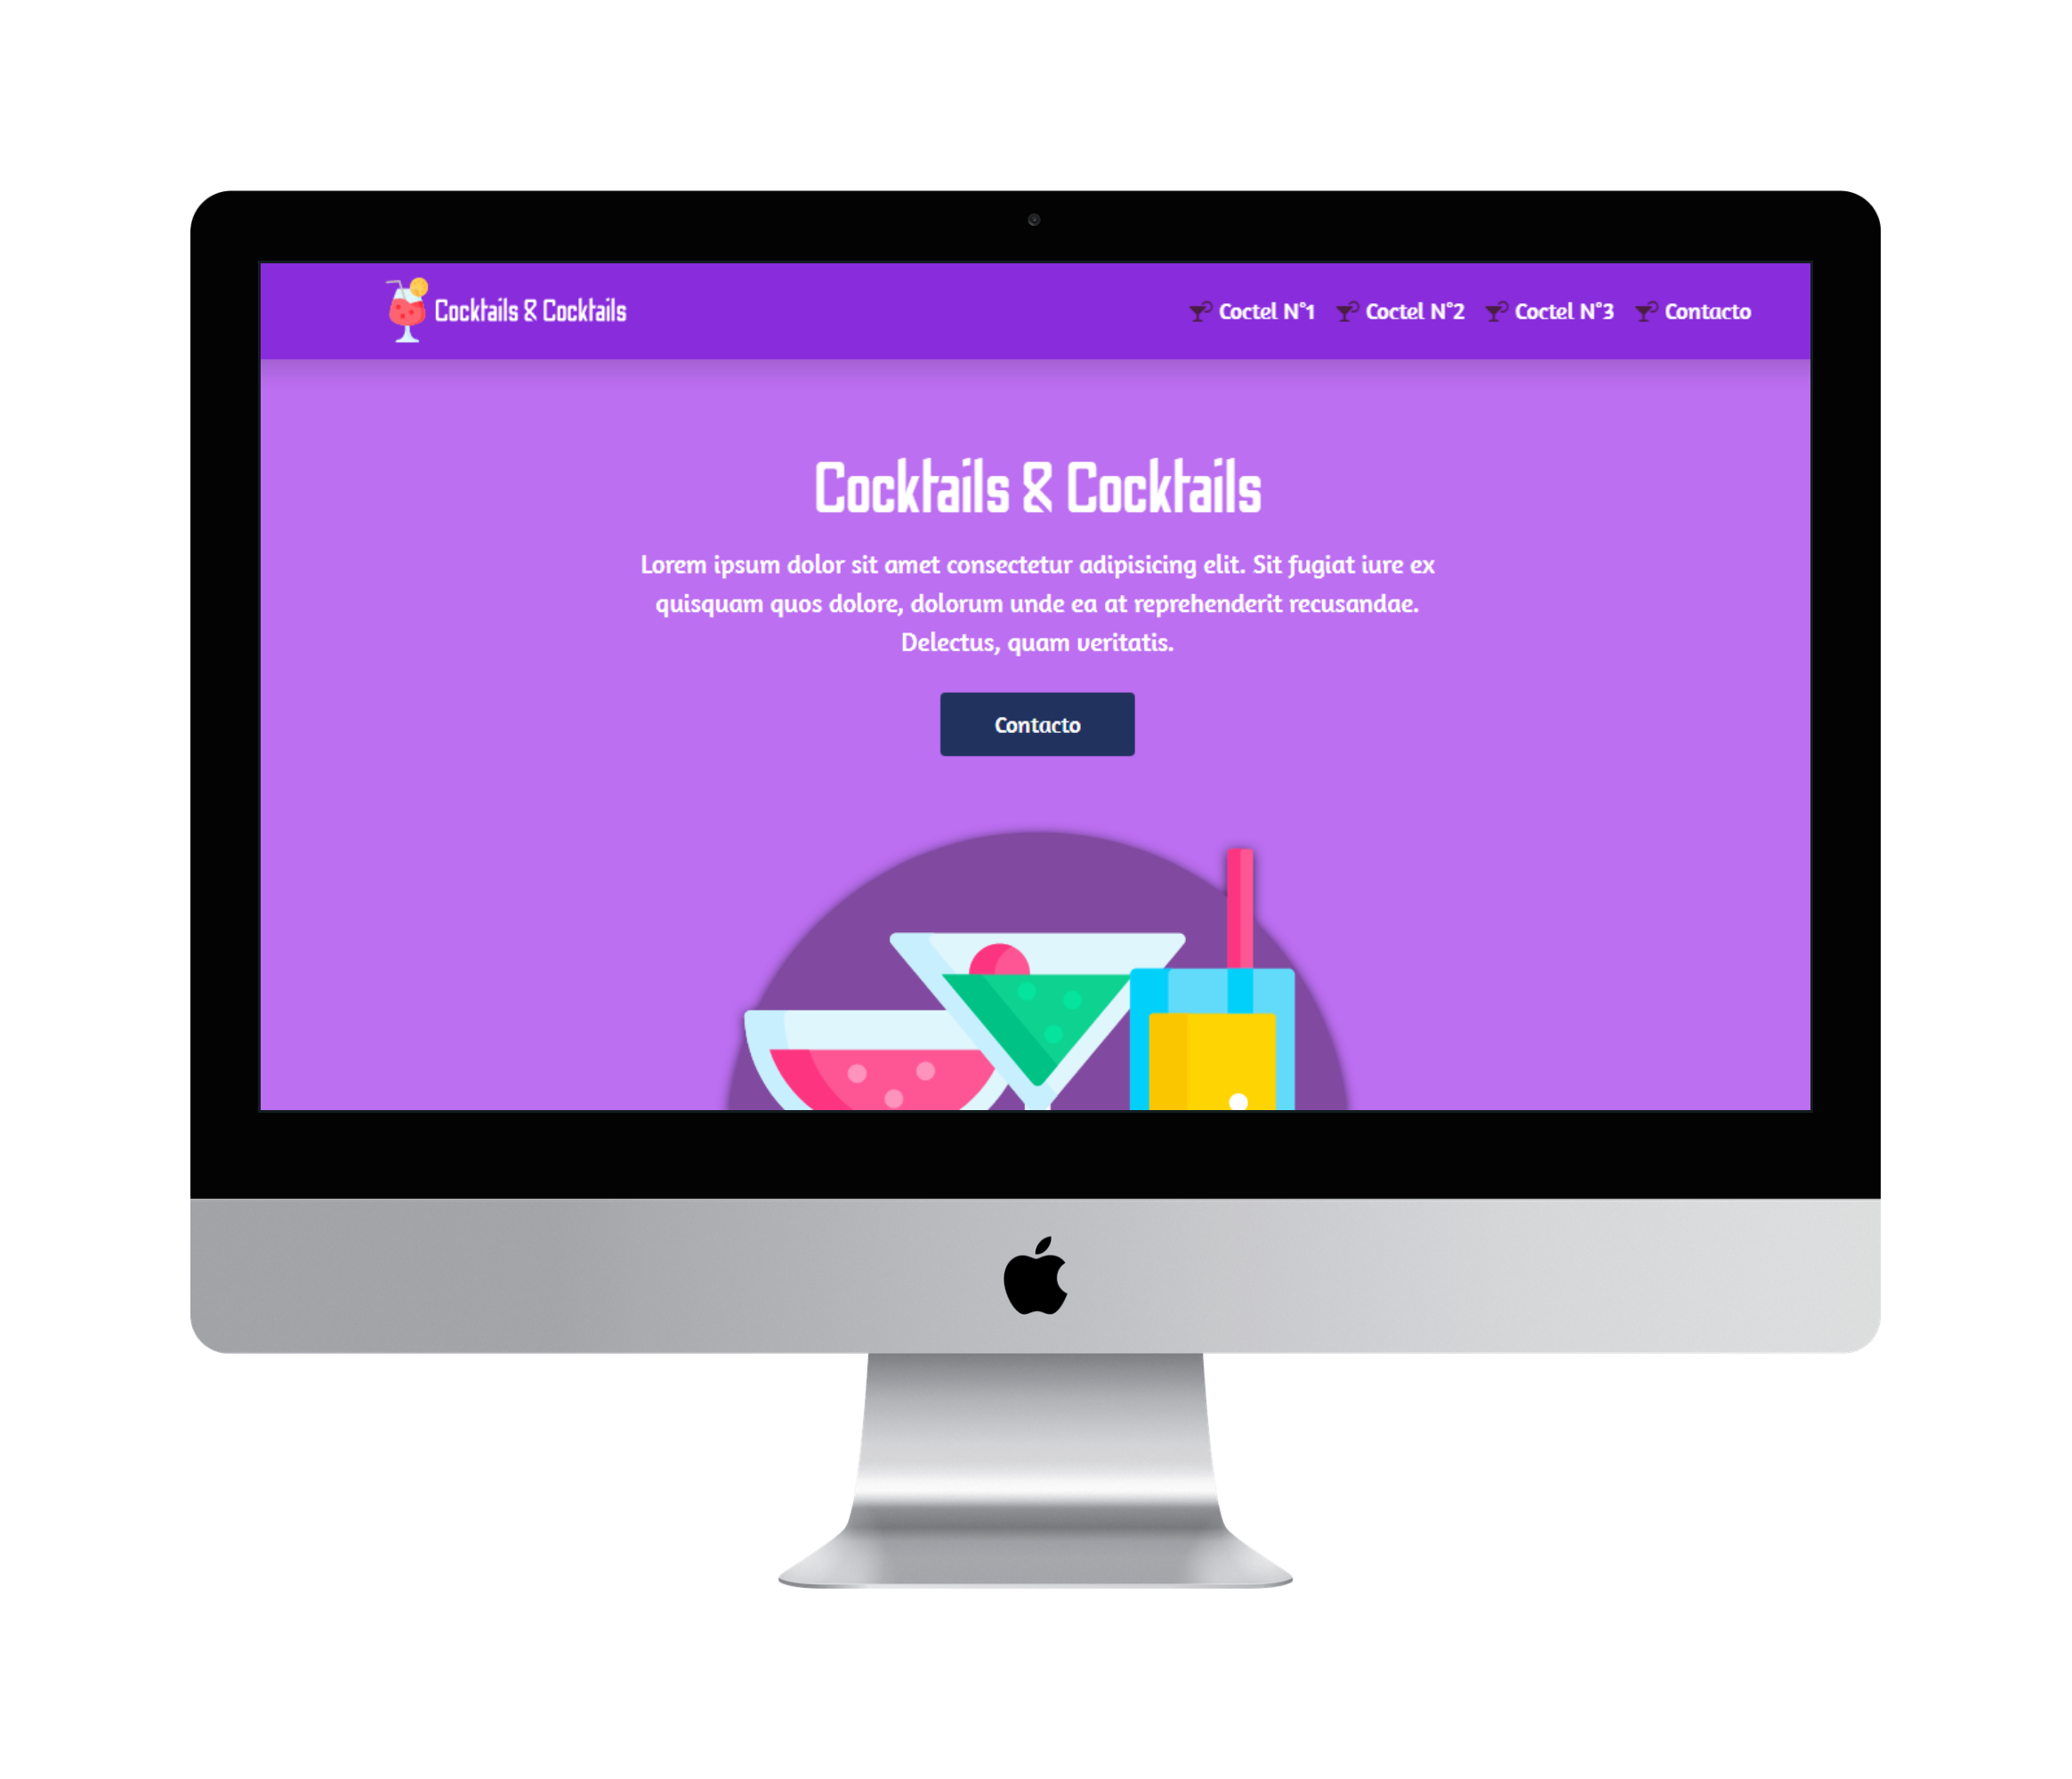 Cocktails & Cocktails
Coctel N°1 Coctel N°2 Coctel N°3 Contacto
Cocktails & Cocktails
Lorem ipsum dolor sit amet consectetur adipisicing elit. Sit fugiat iure ex
quisquam quos dolore, dolorum unde ea at reprehenderit recusandae.
Delectus, quam veritatis.
Contacto